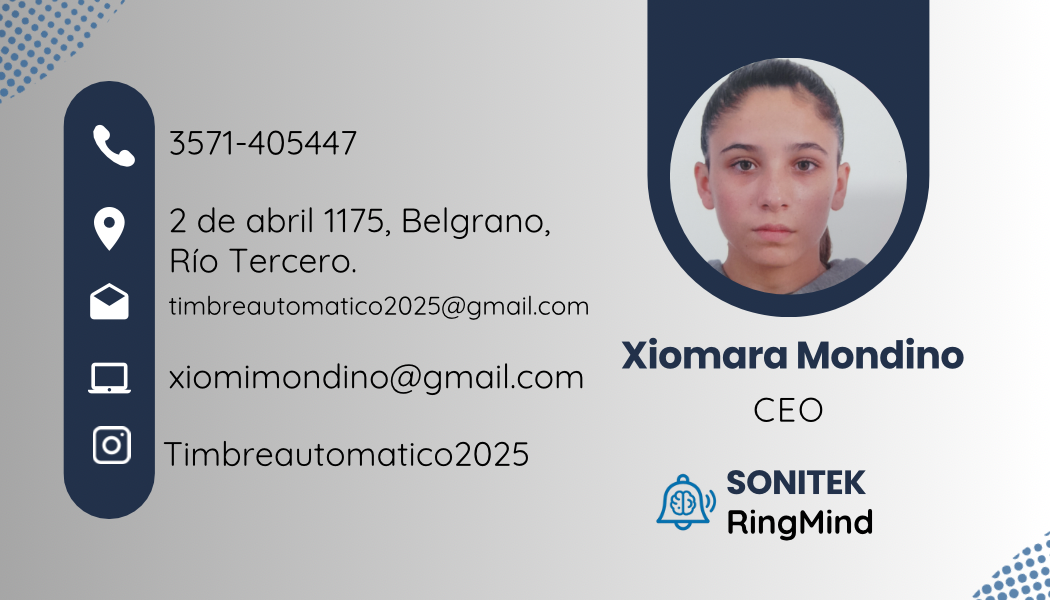 3571-405447
2 de abril 1175, Belgrano,
Río Tercero.
timbreautomatico2025@gmail.com
xiomimondino@gmail.com
Timbreautomatico2025
Xiomara Mondino
CEO
SONITEK
RingMind